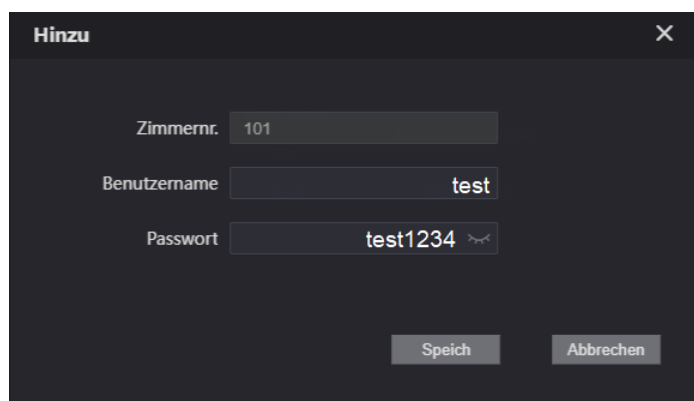 Hinzu
Zimmernr. 101
Benutzername test
Passwort test1234
Speich Abbrechen